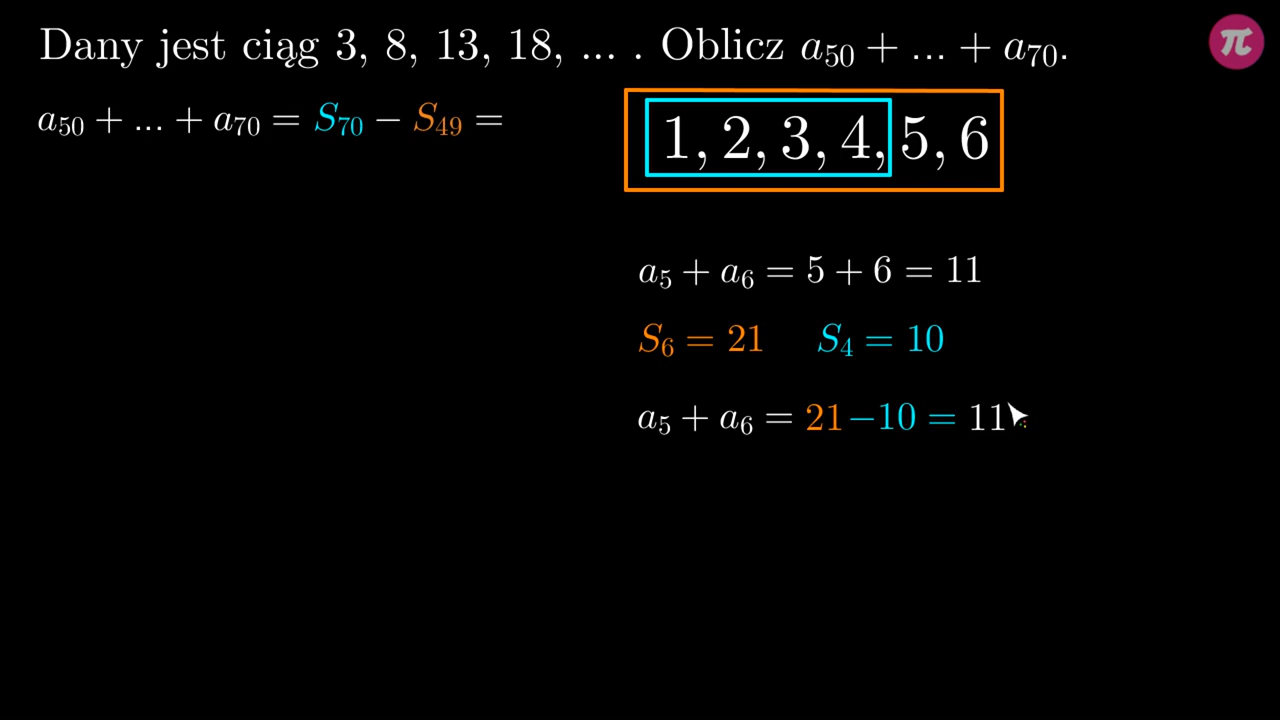 Dany jest ciąg 3, 8, 13, 18, ... . Oblicz a₅₀ + ... + a₇₀.
a₅₀ + ... + a₇₀ = S₇₀ − S₄₉ =
1, 2, 3, 4, 5, 6
a₅ + a₆ = 5 + 6 = 11
S₆ = 21 S₄ = 10
a₅ + a₆ = 21 − 10 = 11
π